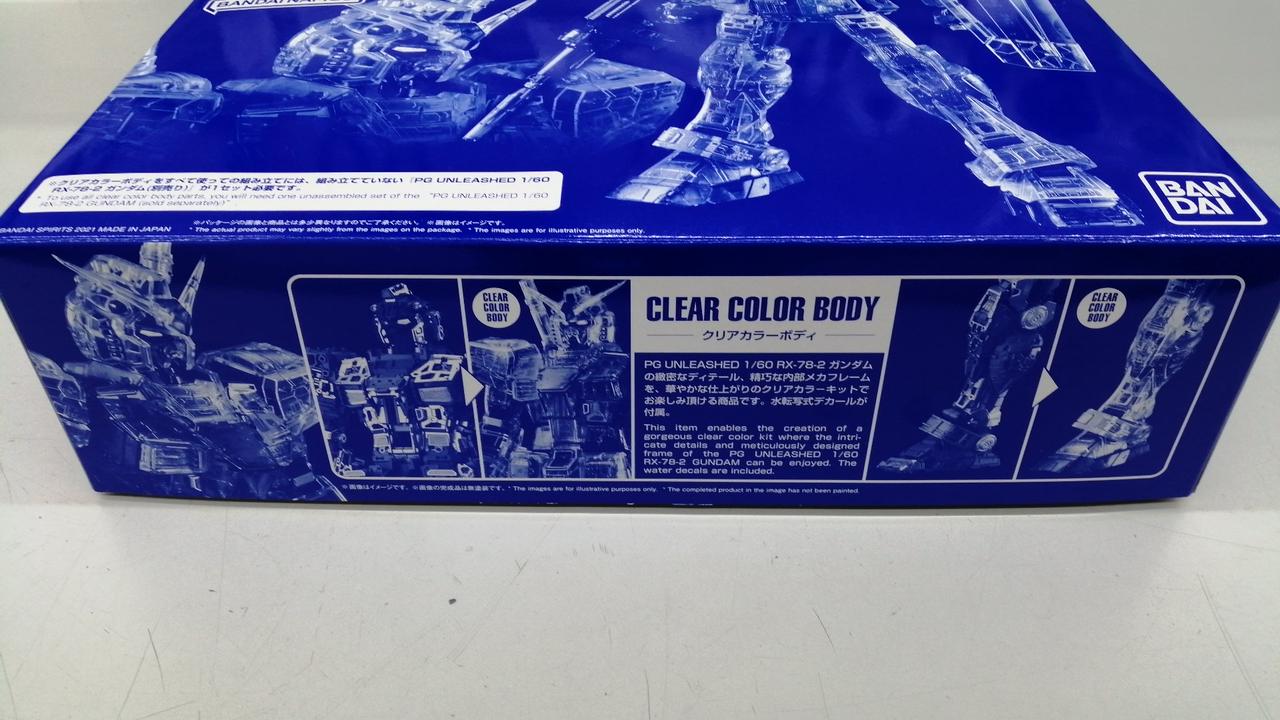 BANDAI NAMCO
※クリアカラーボディをすべて使っての組み立てには、組み立てていない『PG UNLEASHED 1/60
RX-78-2 ガンダム(別売り)』が1セット必要です。
* To use all clear color body parts, you will need one unassembled set of the "PG UNLEASHED 1/60
RX-78-2 GUNDAM (sold separately)"
※パッケージの画像と商品とは多少異なりますのでご了承ください。 ※画像はイメージです。
BANDAI SPIRITS 2021 MADE IN JAPAN
* The actual product may vary slightly from the images on the package. * The images are for illustrative purposes only.
BAN
DAI
CLEAR
COLOR
BODY
CLEAR COLOR BODY
クリアカラーボディ
PG UNLEASHED 1/60 RX-78-2 ガンダム
の緻密なディテール、精巧な内部メカフレーム
を、華やかな仕上がりのクリアカラーキットで
お楽しみ頂ける商品です。水転写式デカールが
付属。
This item enables the creation of a
gorgeous clear color kit where the intri-
cate details and meticulously designed
frame of the PG UNLEASHED 1/60
RX-78-2 GUNDAM can be enjoyed. The
water decals are included.
CLEAR
COLOR
BODY
※画像はイメージです。※画像の完成品は無塗装です。* The images are for illustrative purposes only. * The completed product in the image has not been painted.